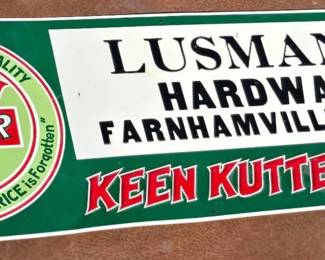 QUALITY
R
RICE is Forgotten"
LUSMAN
HARDWA
FARNHAMVILL
KEEN KUTTE